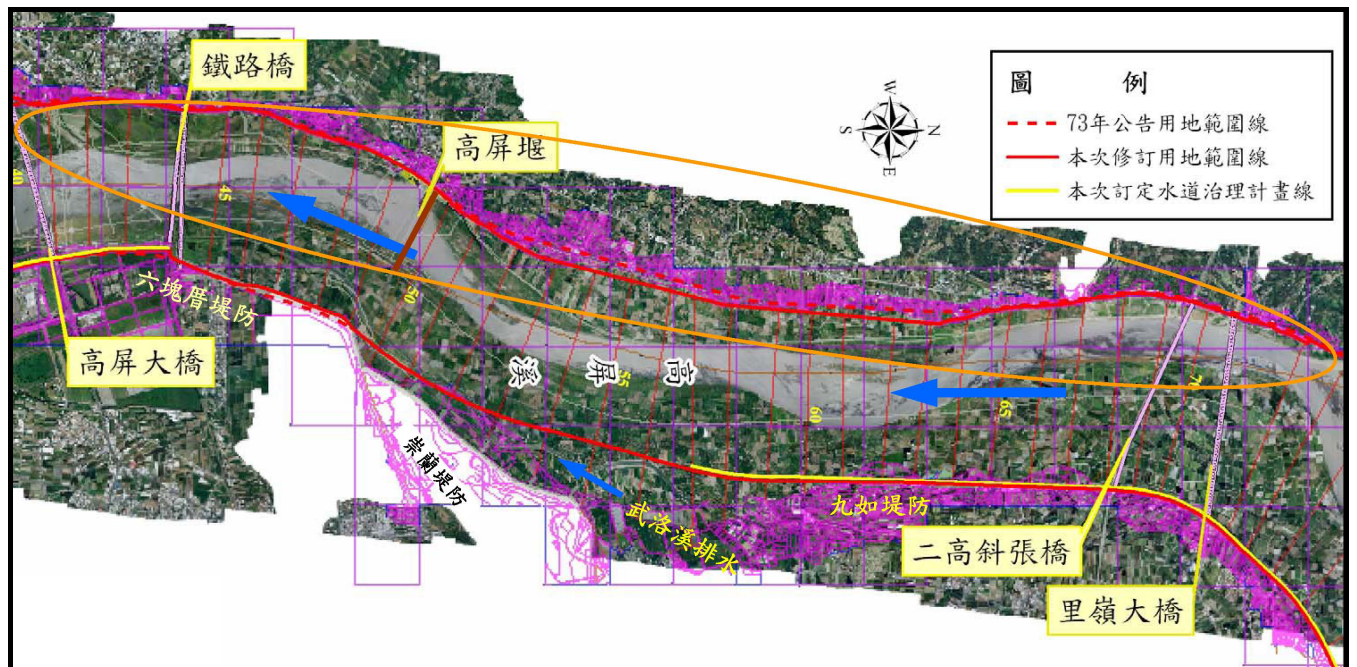 鐵路橋
高屏堰
圖 例
73年公告用地範圍線
本次修訂用地範圍線
本次訂定水道治理計畫線
W
S
N
E
40
45
50
55
60
65
70
高屏溪
六塊厝堤防
高屏大橋
崇蘭堤防
武洛溪排水
九如堤防
二高斜張橋
里嶺大橋